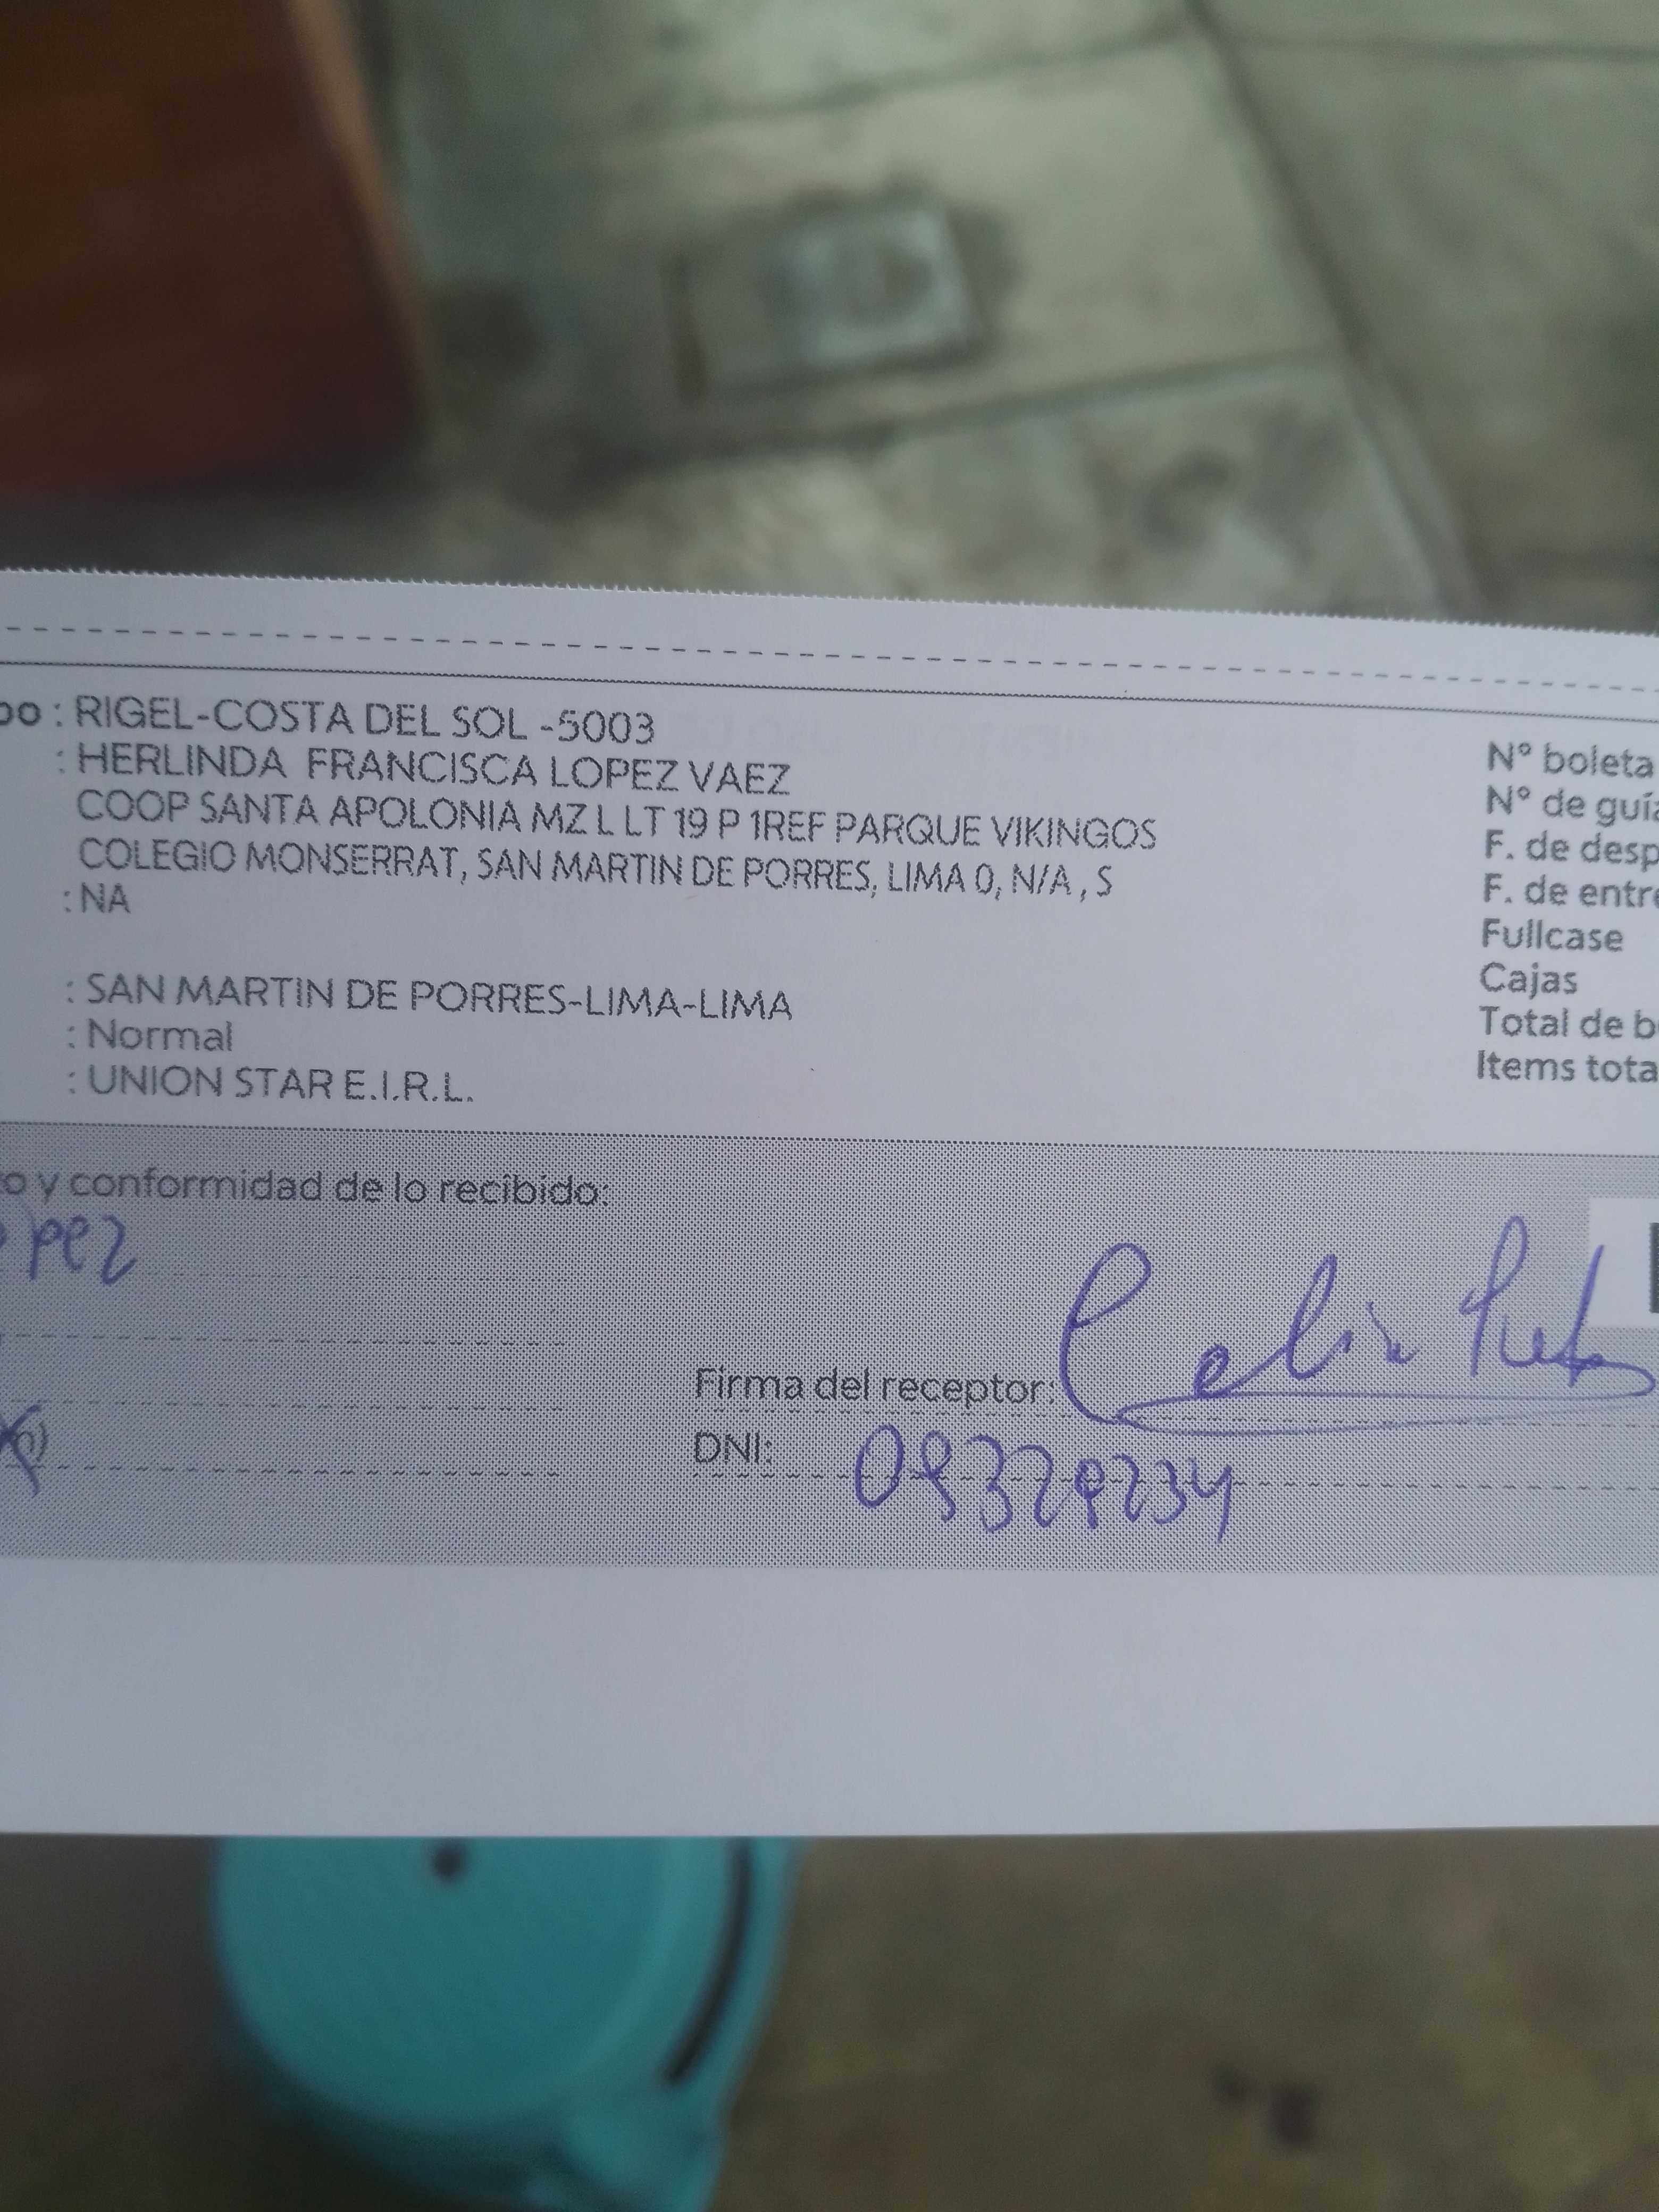 po : RIGEL-COSTA DEL SOL -5003
: HERLINDA FRANCISCA LOPEZ VAEZ
COOP SANTA APOLONIA MZ L LT 19 P 1REF PARQUE VIKINGOS
COLEGIO MONSERRAT, SAN MARTIN DE PORRES, LIMA 0, N/A , S
: NA
: SAN MARTIN DE PORRES-LIMA-LIMA
: Normal
: UNION STAR E.I.R.L.
Nº boleta
Nº de guía
F. de desp
F. de entre
Fullcase
Cajas
Total de b
Items tota
o y conformidad de lo recibido:
opez
Firma del receptor:
DNI: